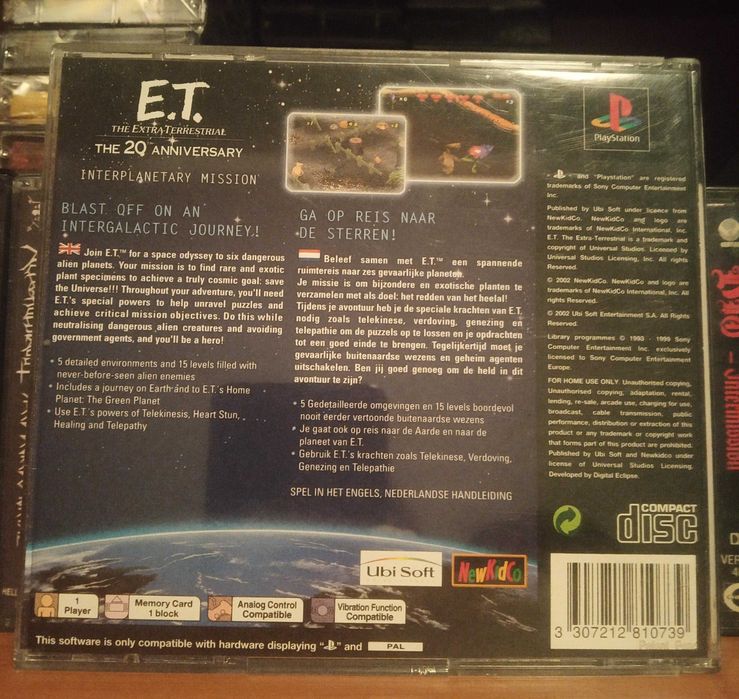 E.T.
THE EXTRA-TERRESTRIAL
THE 20 ANNIVERSARY
INTERPLANETARY MISSION
BLAST OFF ON AN
INTERGALACTIC JOURNEY!
Join E.T.™ for a space odyssey to six dangerous
alien planets. Your mission is to find rare and exotic
plant specimens to achieve a truly cosmic goal: save
the Universe!!! Throughout your adventure, you'll need
E.T.'s special powers to help unravel puzzles and
achieve critical mission objectives. Do this while
neutralising dangerous alien creatures and avoiding
government agents, and you'll be a hero!
• 5 detailed environments and 15 levels filled with
never-before-seen alien enemies
• Includes a journey on Earth and to E.T.'s Home
Planet: The Green Planet
• Use E.T.'s powers of Telekinesis, Heart Stun,
Healing and Telepathy
GA OP REIS NAAR
DE STERREN!
Beleef samen met E.T.™ een spannende
ruimtereis naar zes gevaarlijke planeten.
Je missie is om bijzondere en exotische planten te
verzamelen met als doel: het redden van het heelal!
Tijdens je avontuur heb je de speciale krachten van E.T.
nodig zoals telekinese, verdoving, genezing en
telepathie om de puzzels op te lossen en je opdrachten
tot een goed einde te brengen. Tegelijkertijd moet je
gevaarlijke buitenaardse wezens en geheim agenten
uitschakelen. Ben jij goed genoeg om de held in dit
avontuur te zijn?
• 5 Gedetailleerde omgevingen en 15 levels boordevol
nooit eerder vertoonde buitenaardse wezens
• Je gaat ook op reis naar de Aarde en naar de
planeet van E.T.
• Gebruik E.T.'s krachten zoals Telekinese, Verdoving,
Genezing en Telepathie
SPEL IN HET ENGELS, NEDERLANDSE HANDLEIDING
PlayStation
" " and "Playstation" are registered
trademarks of Sony Computer Entertainment
Inc.
Published by Ubi Soft under licence from
NewKidCo. NewKidCo and logo are
trademarks of NewKidCo International, Inc.
E.T. The Extra-Terrestrial is a trademark and
copyright of Universal Studios. Licensed by
Universal Studios Licensing, Inc. All rights
Reserved.
© 2002 NewKidCo. NewKidCo and logo are
trademarks of NewKidCo International, Inc. All
rights Reserved.
© 2002 Ubi Soft Entertainment S.A. All Rights
Reserved.
Library programmes © 1993 - 1999 Sony
Computer Entertainment Inc. exclusively
licensed to Sony Computer Entertainment
Europe.
FOR HOME USE ONLY. Unauthorised copying,
Unauthorised copying, adaptation, rental,
lending, re-sale, arcade use, charging for use,
broadcast, cable transmission, public
performance, distribution or extraction of this
product or any trademark or copyright work
that forms part of this product are prohibited.
Published by Ubi Soft and Newkidco under
license of Universal Studios Licensing.
Developed by Digital Eclipse.
COMPACT
disc
Ubi Soft
NewKidCo
1
Player
Memory Card
1 block
Analog Control
Compatible
Vibration Function
Compatible
This software is only compatible with hardware displaying " " and PAL
3 307212 810739